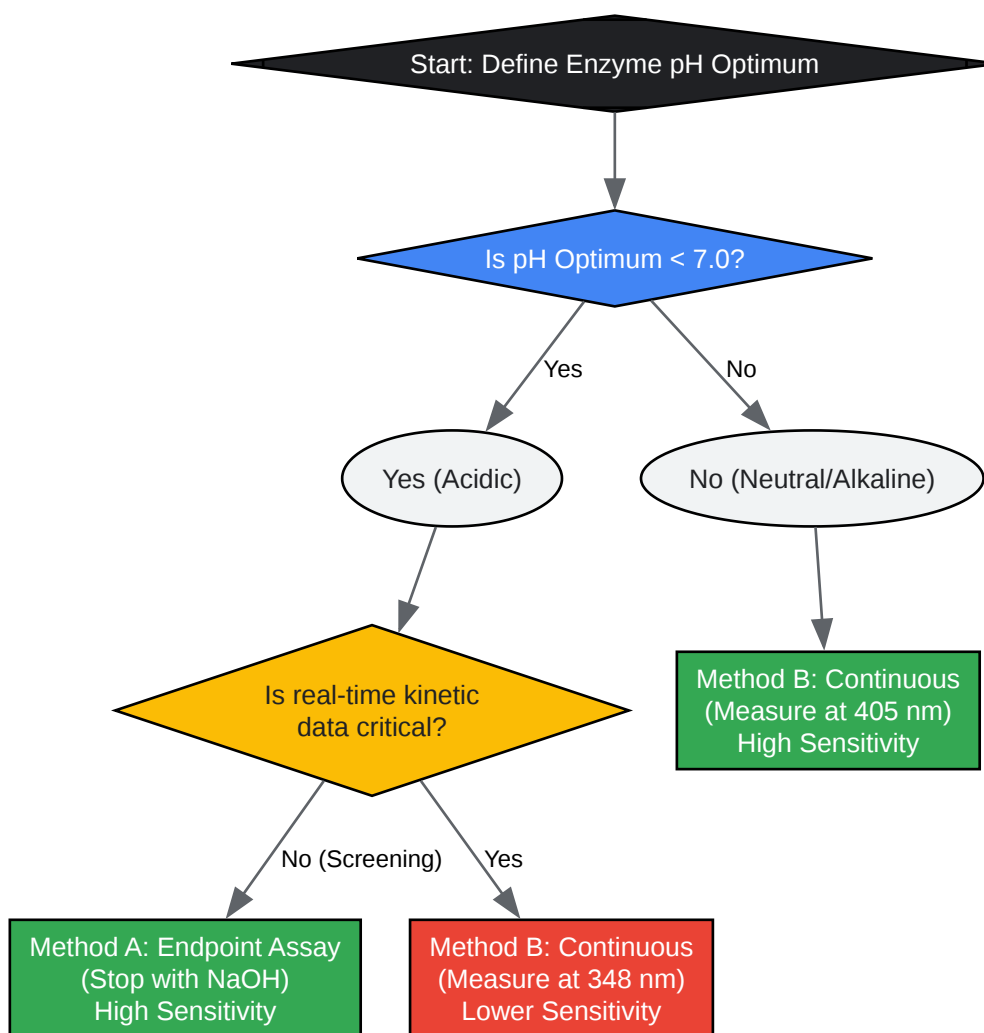 Start: Define Enzyme pH Optimum
Is pH Optimum < 7.0?
Yes
No
Yes (Acidic)
No (Neutral/Alkaline)
Is real-time kinetic
data critical?
Method B: Continuous
(Measure at 405 nm)
High Sensitivity
No (Screening)
Yes
Method A: Endpoint Assay
(Stop with NaOH)
High Sensitivity
Method B: Continuous
(Measure at 348 nm)
Lower Sensitivity